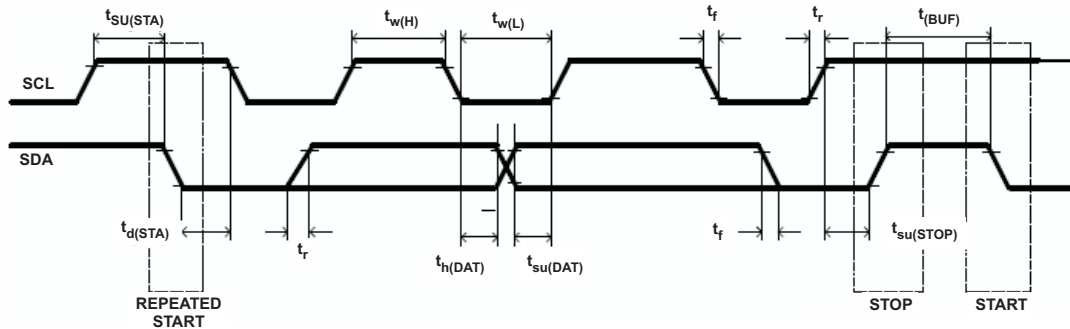 tSU(STA) tw(H) tw(L) tf tr t(BUF)
SCL
SDA
td(STA) tr th(DAT) tsu(DAT) tf tsu(STOP)
REPEATED
START
STOP
START